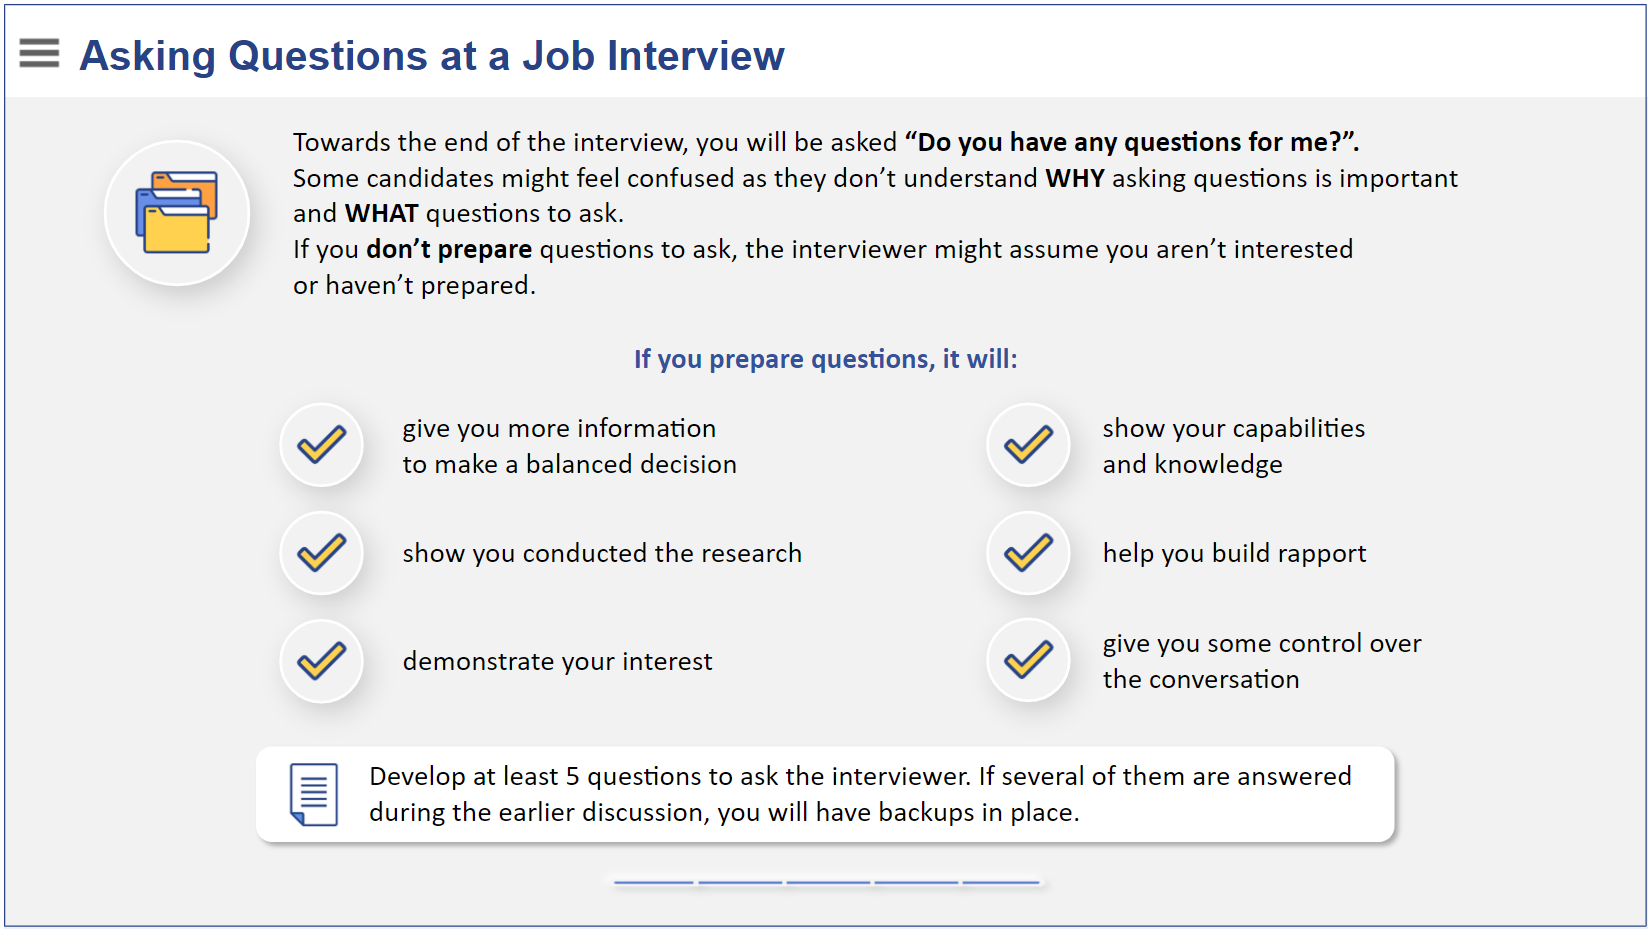 Asking Questions at a Job Interview
Towards the end of the interview, you will be asked “Do you have any questions for me?”.
Some candidates might feel confused as they don’t understand WHY asking questions is important
and WHAT questions to ask.
If you don’t prepare questions to ask, the interviewer might assume you aren’t interested
or haven’t prepared.
If you prepare questions, it will:
give you more information
to make a balanced decision
show you conducted the research
demonstrate your interest
show your capabilities
and knowledge
help you build rapport
give you some control over
the conversation
Develop at least 5 questions to ask the interviewer. If several of them are answered
during the earlier discussion, you will have backups in place.